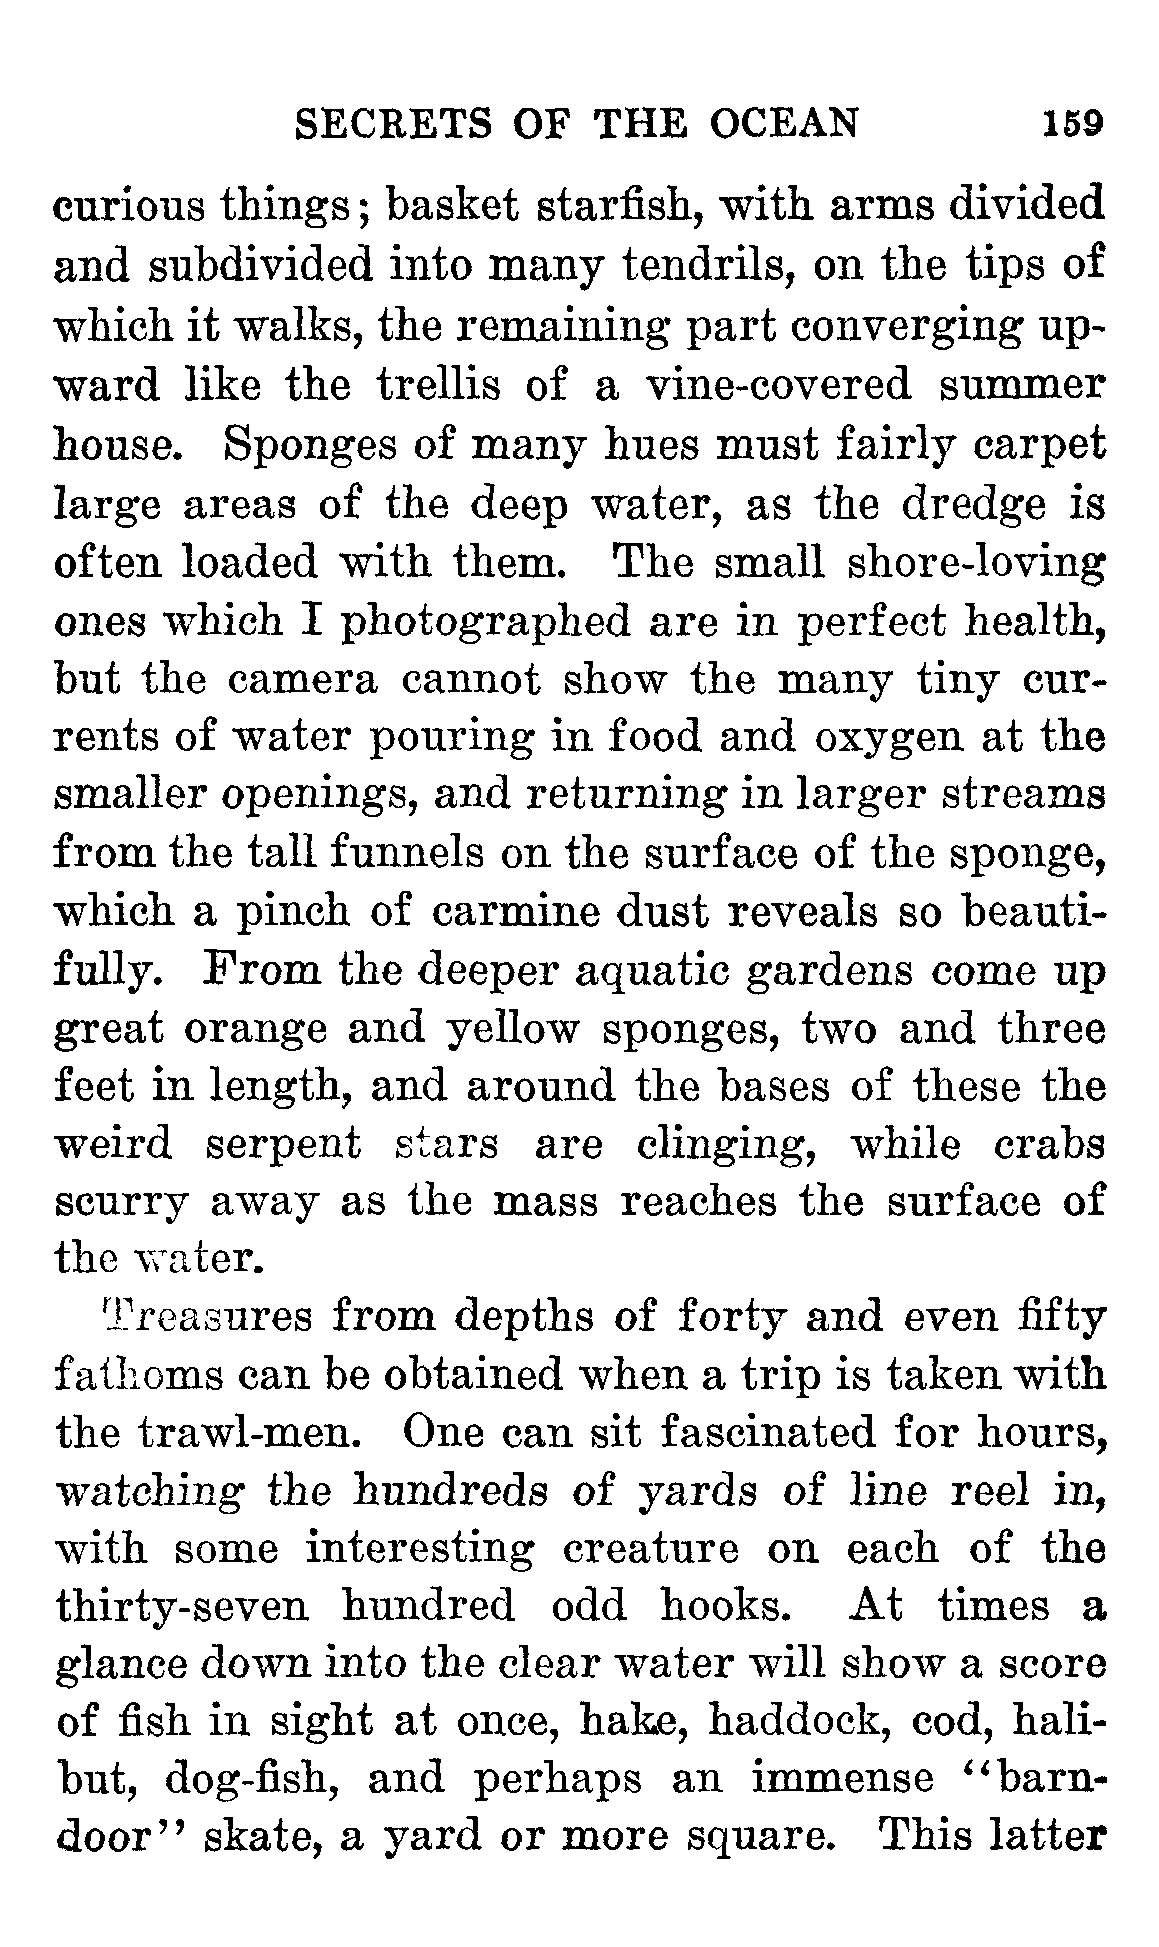 SECRETS OF THE OCEAN 159
curious things; basket starfish, with arms divided
and subdivided into many tendrils, on the tips of
which it walks, the remaining part converging up-
ward like the trellis of a vine-covered summer
house. Sponges of many hues must fairly carpet
large areas of the deep water, as the dredge is
often loaded with them. The small shore-loving
ones which I photographed are in perfect health,
but the camera cannot show the many tiny cur-
rents of water pouring in food and oxygen at the
smaller openings, and returning in larger streams
from the tall funnels on the surface of the sponge,
which a pinch of carmine dust reveals so beauti-
fully. From the deeper aquatic gardens come up
great orange and yellow sponges, two and three
feet in length, and around the bases of these the
weird serpent stars are clinging, while crabs
scurry away as the mass reaches the surface of
the water.
Treasures from depths of forty and even fifty
fathoms can be obtained when a trip is taken with
the trawl-men. One can sit fascinated for hours,
watching the hundreds of yards of line reel in,
with some interesting creature on each of the
thirty-seven hundred odd hooks. At times a
glance down into the clear water will show a score
of fish in sight at once, hake, haddock, cod, hali-
but, dog-fish, and perhaps an immense "barn-
door" skate, a yard or more square. This latter